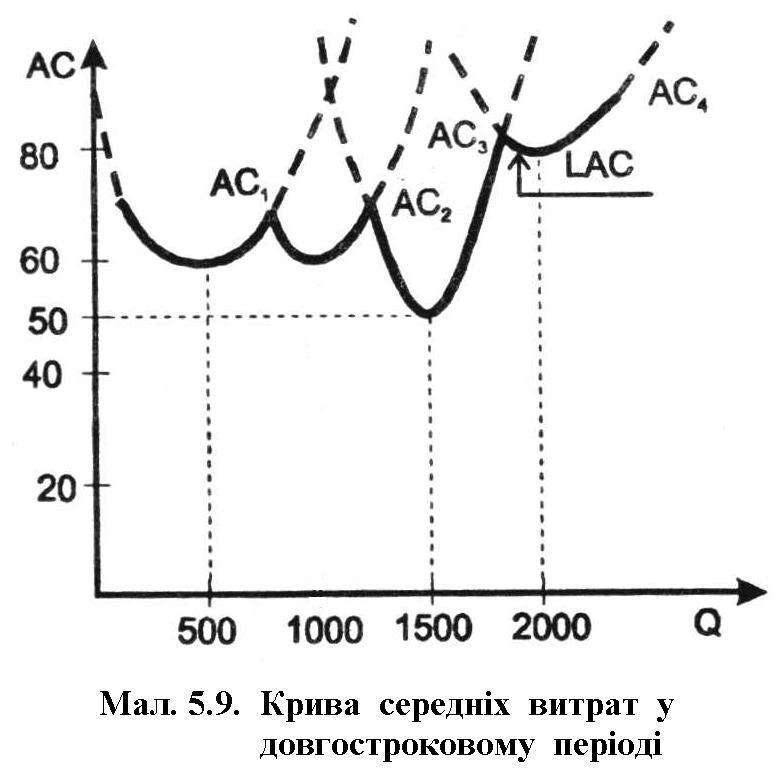 AC
80
60
50
40
20
AC₁
AC₂
AC₃
AC₄
LAC
500 1000 1500 2000 Q
Мал. 5.9. Крива середніх витрат у
довгостроковому періоді